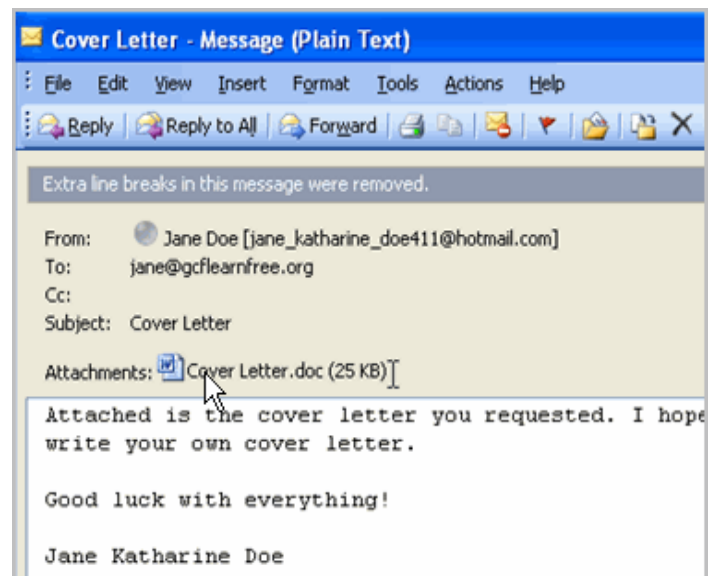 Cover Letter - Message (Plain Text)
File Edit View Insert Format Tools Actions Help
Reply Reply to All Forward
Extra line breaks in this message were removed.
From: Jane Doe [jane_katharine_doe411@hotmail.com]
To: jane@gcflearnfree.org
Cc:
Subject: Cover Letter
Attachments: Cover Letter.doc (25 KB)
Attached is the cover letter you requested. I hope
write your own cover letter.
Good luck with everything!
Jane Katharine Doe